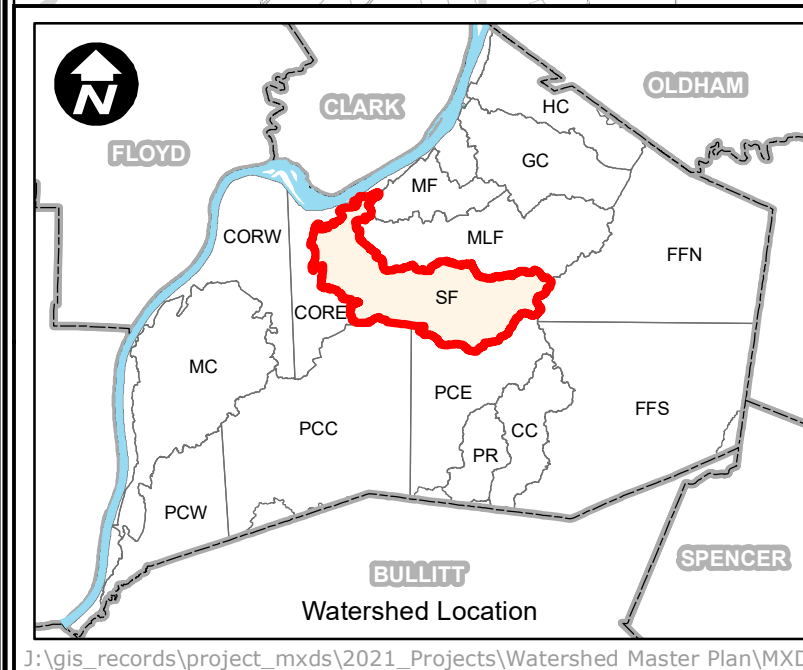 N
CLARK
OLDHAM
FLOYD
HC
GC
MF
CORW
MLF
FFN
SF
CORE
MC
PCE
FFS
PCC
CC
PR
PCW
SPENCER
BULLITT
Watershed Location
J:\gis_records\project_mxds\2021_Projects\Watershed Master Plan\MXD